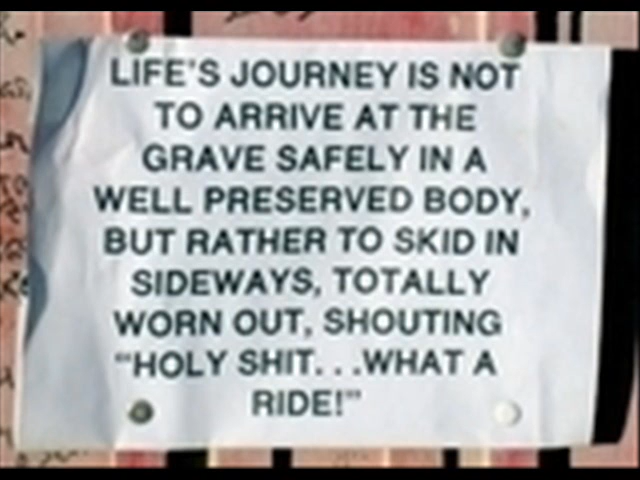 LIFE'S JOURNEY IS NOT
TO ARRIVE AT THE
GRAVE SAFELY IN A
WELL PRESERVED BODY,
BUT RATHER TO SKID IN
SIDEWAYS, TOTALLY
WORN OUT, SHOUTING
"HOLY SHIT...WHAT A
RIDE!"